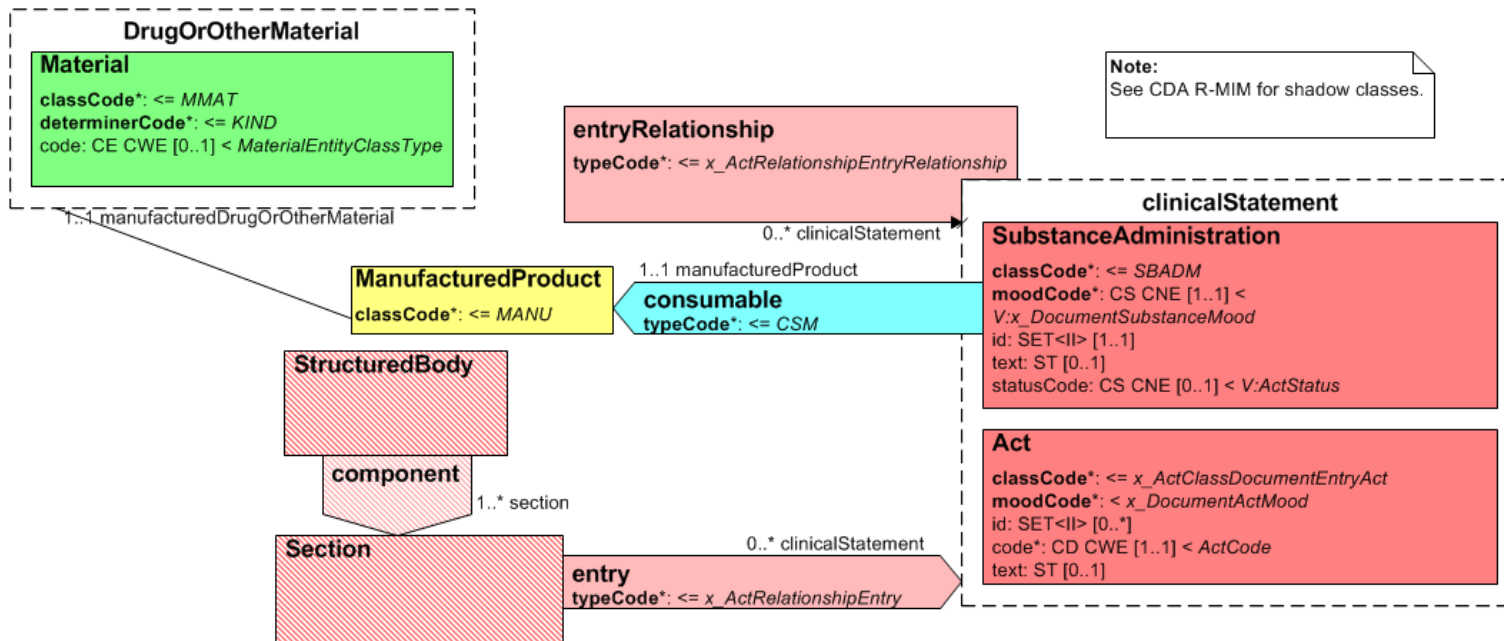 DrugOrOtherMaterial
Material
classCode*: <= MMAT
determinerCode*: <= KIND
code: CE CWE [0..1] < MaterialEntityClassType
1..1 manufacturedDrugOrOtherMaterial
Note:
See CDA R-MIM for shadow classes.
entryRelationship
typeCode*: <= x_ActRelationshipEntryRelationship
0..* clinicalStatement
clinicalStatement
SubstanceAdministration
classCode*: <= SBADM
moodCode*: CS CNE [1..1] <
V:x_DocumentSubstanceMood
id: SET<II> [1..1]
text: ST [0..1]
statusCode: CS CNE [0..1] < V:ActStatus
1..1 manufacturedProduct
consumable
typeCode*: <= CSM
ManufacturedProduct
classCode*: <= MANU
StructuredBody
component
1..* section
Section
0..* clinicalStatement
entry
typeCode*: <= x_ActRelationshipEntry
Act
classCode*: <= x_ActClassDocumentEntryAct
moodCode*: < x_DocumentActMood
id: SET<II> [0..*]
code*: CD CWE [1..1] < ActCode
text: ST [0..1]